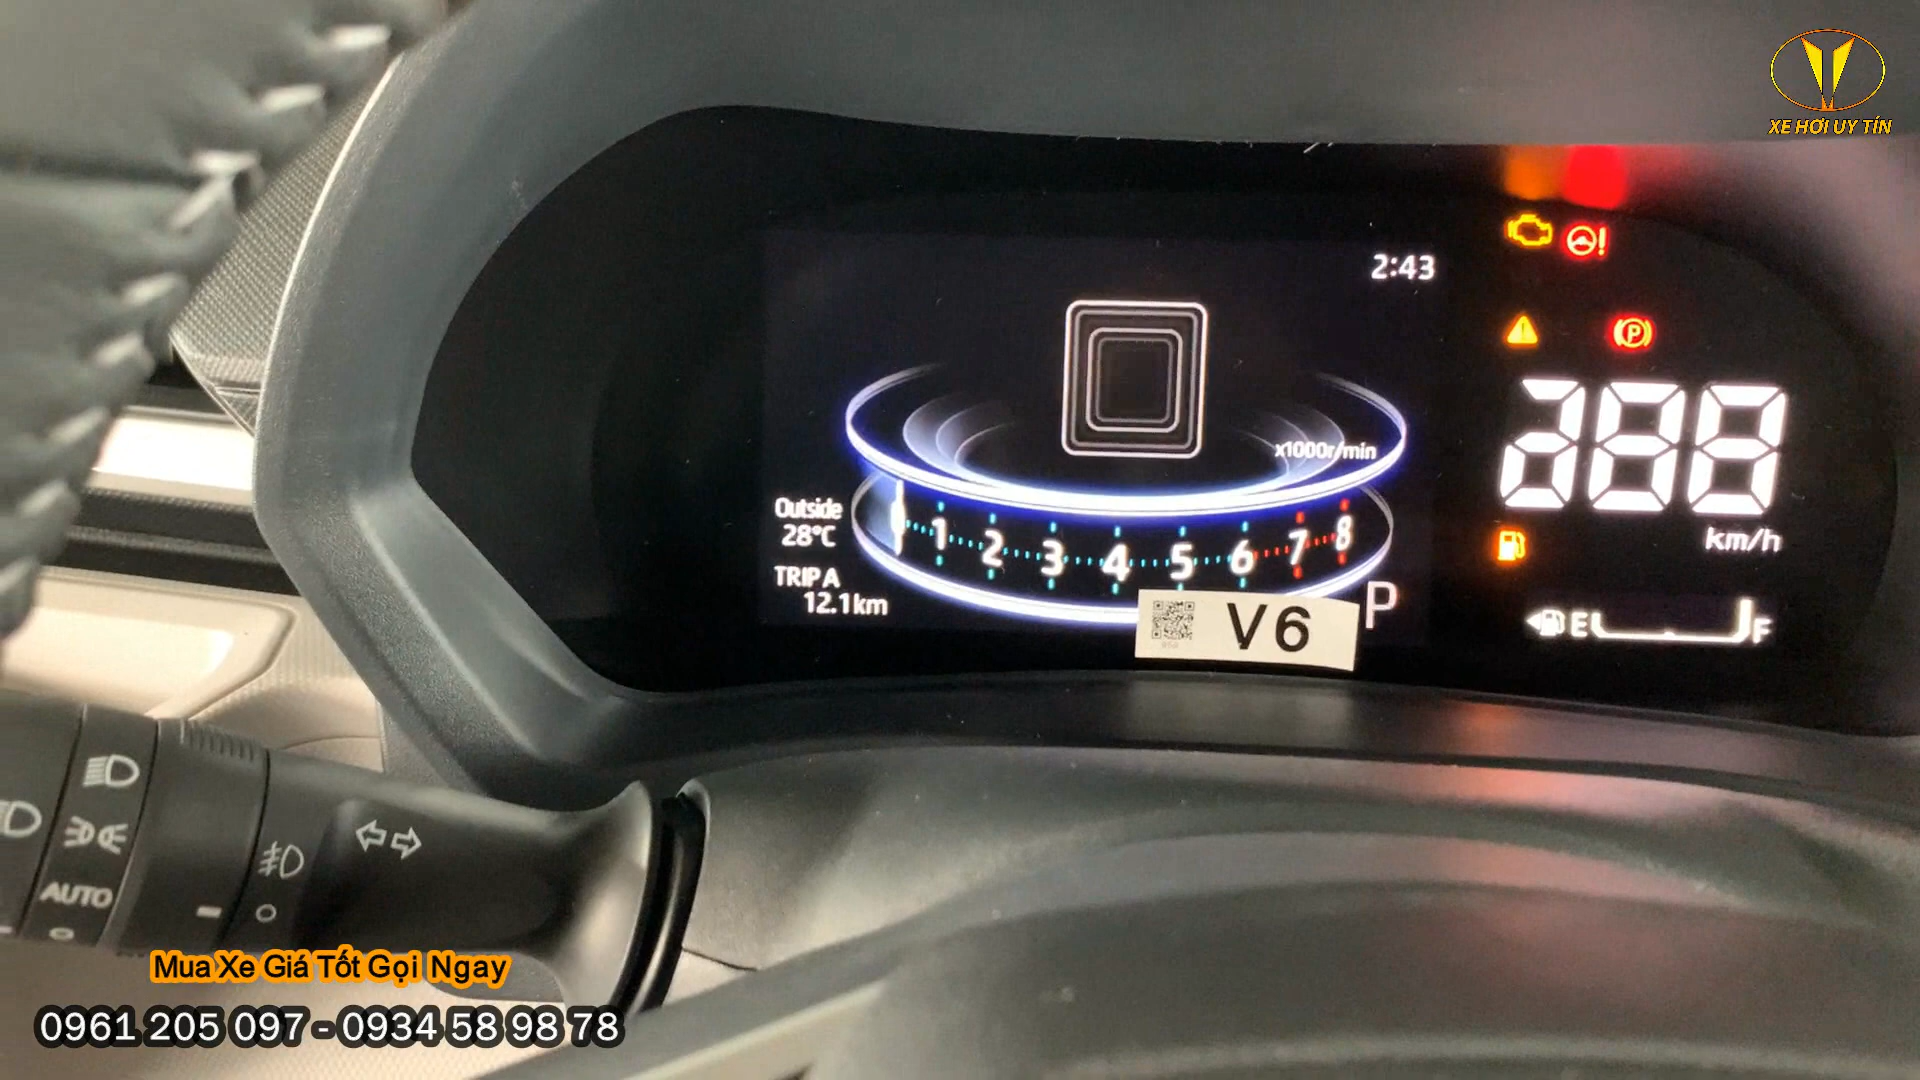 XE HƠI UY TÍN
2:43
x1000r/min
Outside
28°C
1 2 3 4 5 6 7 8
TRIP A
12.1km
P
V6
km/h
E F
AUTO
Mua Xe Giá Tốt Gọi Ngay
0961 205 097 - 0934 58 98 78